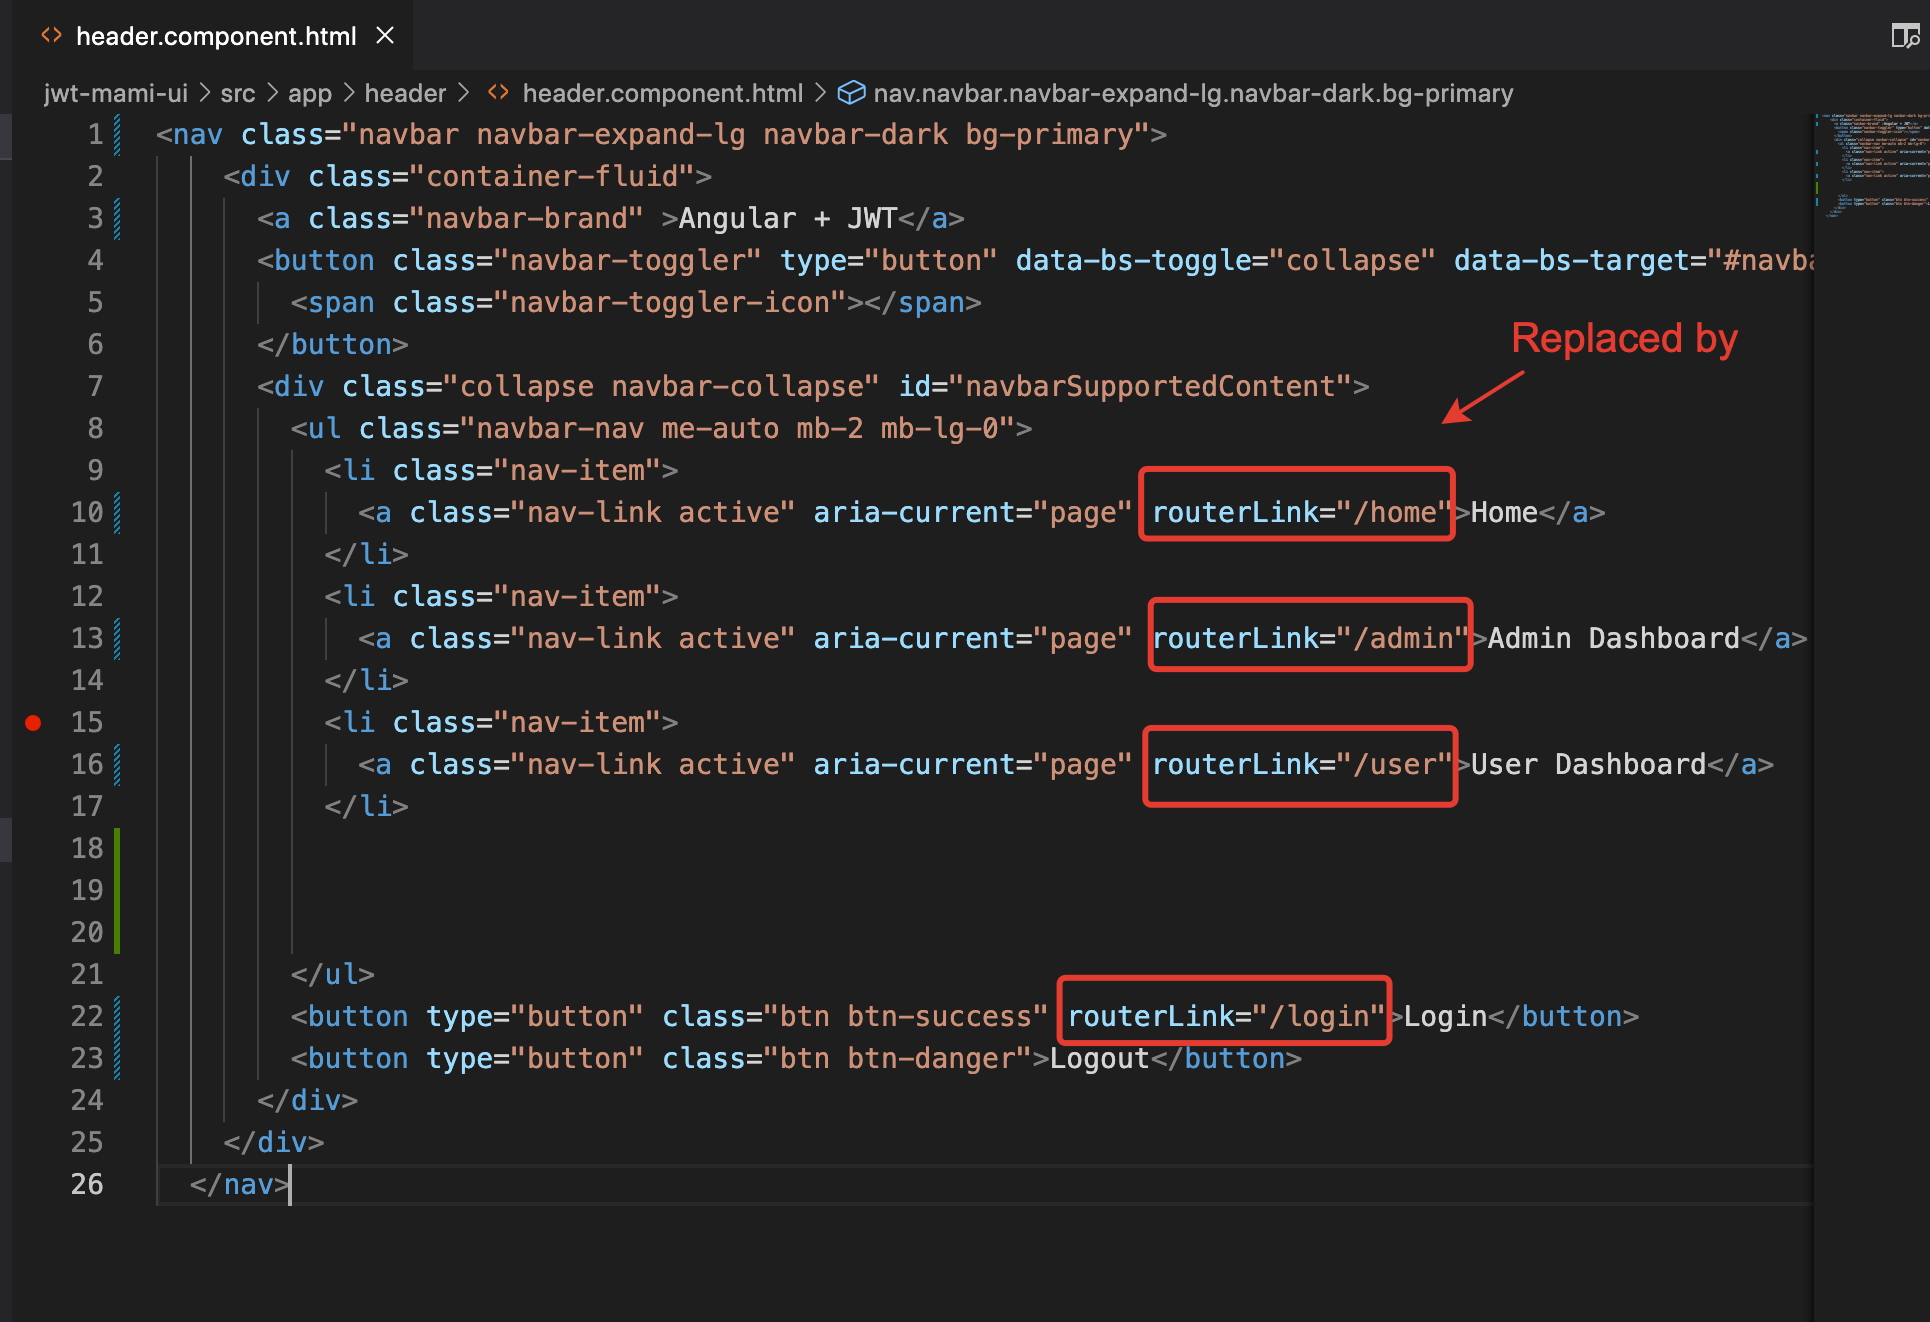 header.component.html
jwt-mami-ui > src > app > header > header.component.html > nav.navbar.navbar-expand-lg.navbar-dark.bg-primary
1 <nav class="navbar navbar-expand-lg navbar-dark bg-primary">
2 <div class="container-fluid">
3 <a class="navbar-brand" >Angular + JWT</a>
4 <button class="navbar-toggler" type="button" data-bs-toggle="collapse" data-bs-target="#navba
5 <span class="navbar-toggler-icon"></span>
6 </button>
Replaced by
7 <div class="collapse navbar-collapse" id="navbarSupportedContent">
8 <ul class="navbar-nav me-auto mb-2 mb-lg-0">
9 <li class="nav-item">
10 <a class="nav-link active" aria-current="page" routerLink="/home">Home</a>
11 </li>
12 <li class="nav-item">
13 <a class="nav-link active" aria-current="page" routerLink="/admin">Admin Dashboard</a>
14 </li>
15 <li class="nav-item">
16 <a class="nav-link active" aria-current="page" routerLink="/user">User Dashboard</a>
17 </li>
18
19
20
21 </ul>
22 <button type="button" class="btn btn-success" routerLink="/login">Login</button>
23 <button type="button" class="btn btn-danger">Logout</button>
24 </div>
25 </div>
26 </nav>